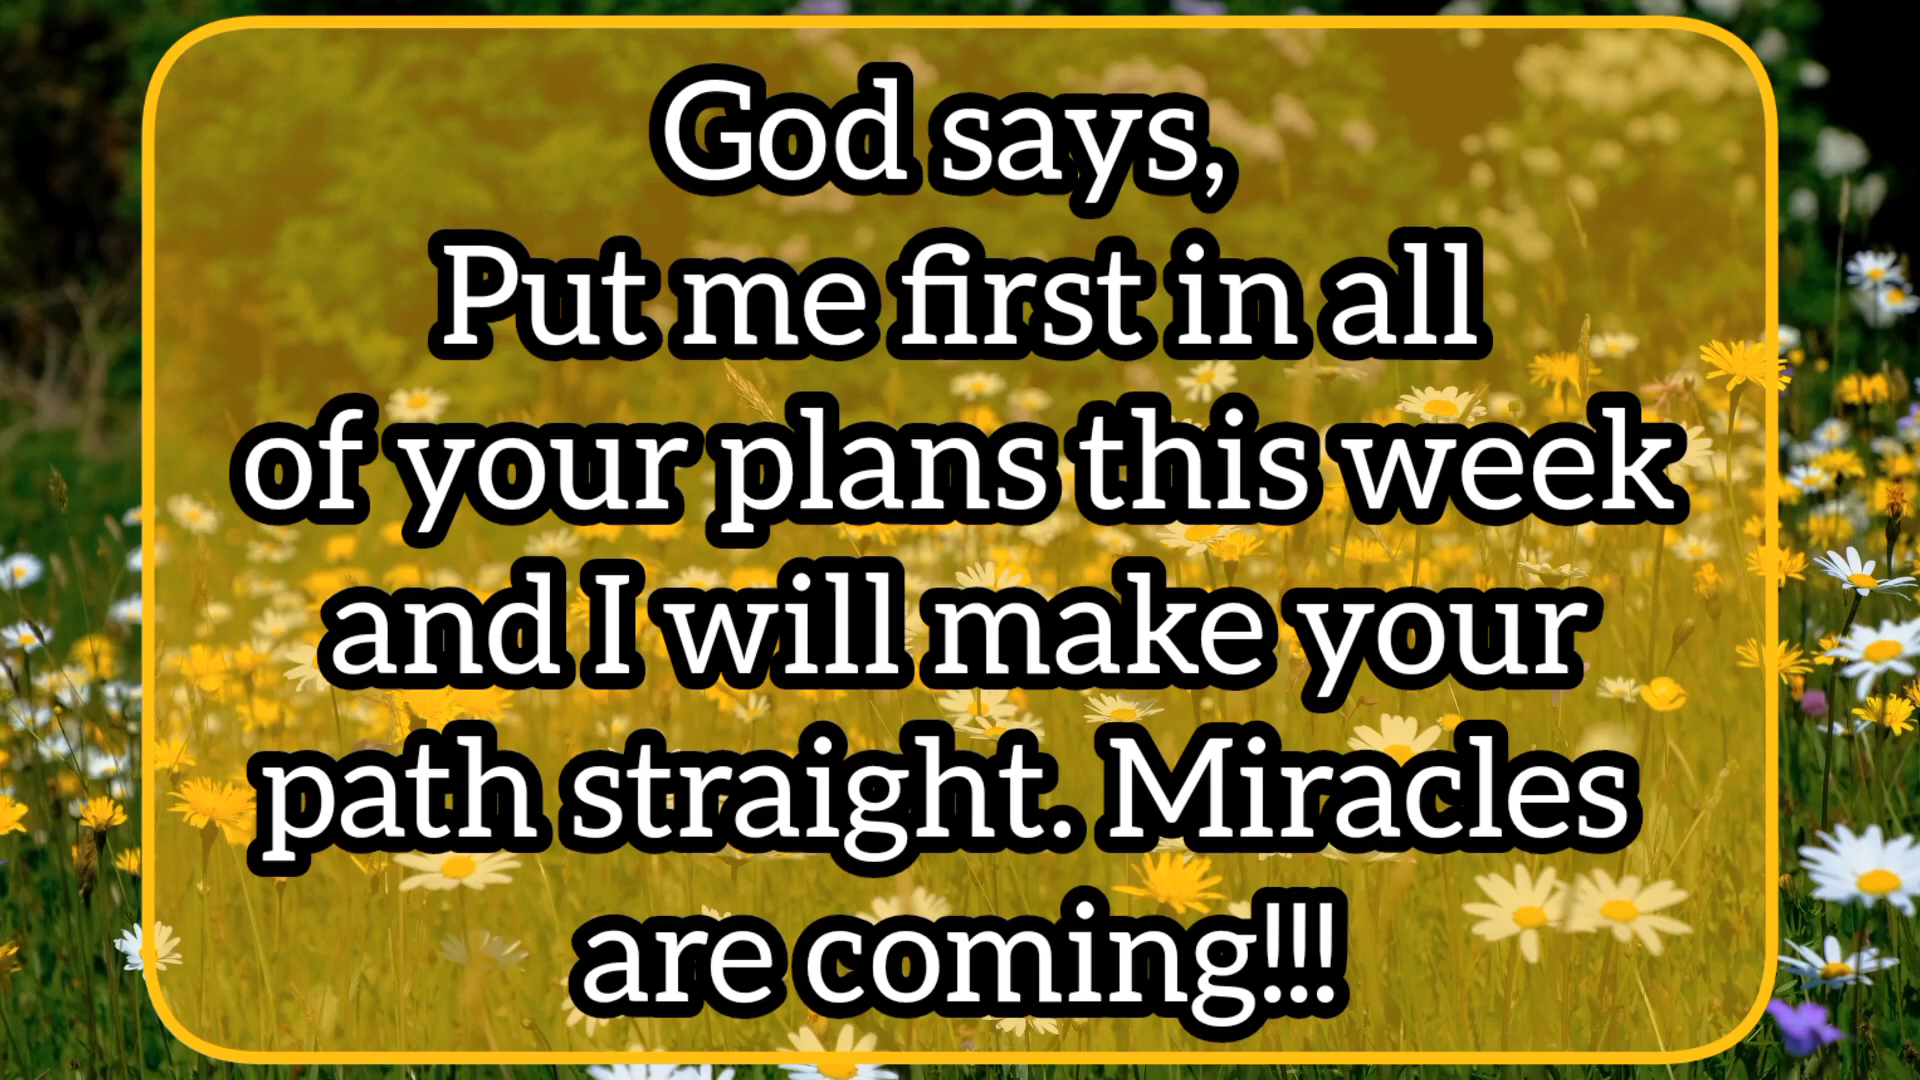 God says,
Put me first in all
of your plans this week
and I will make your
path straight. Miracles
are coming!!!